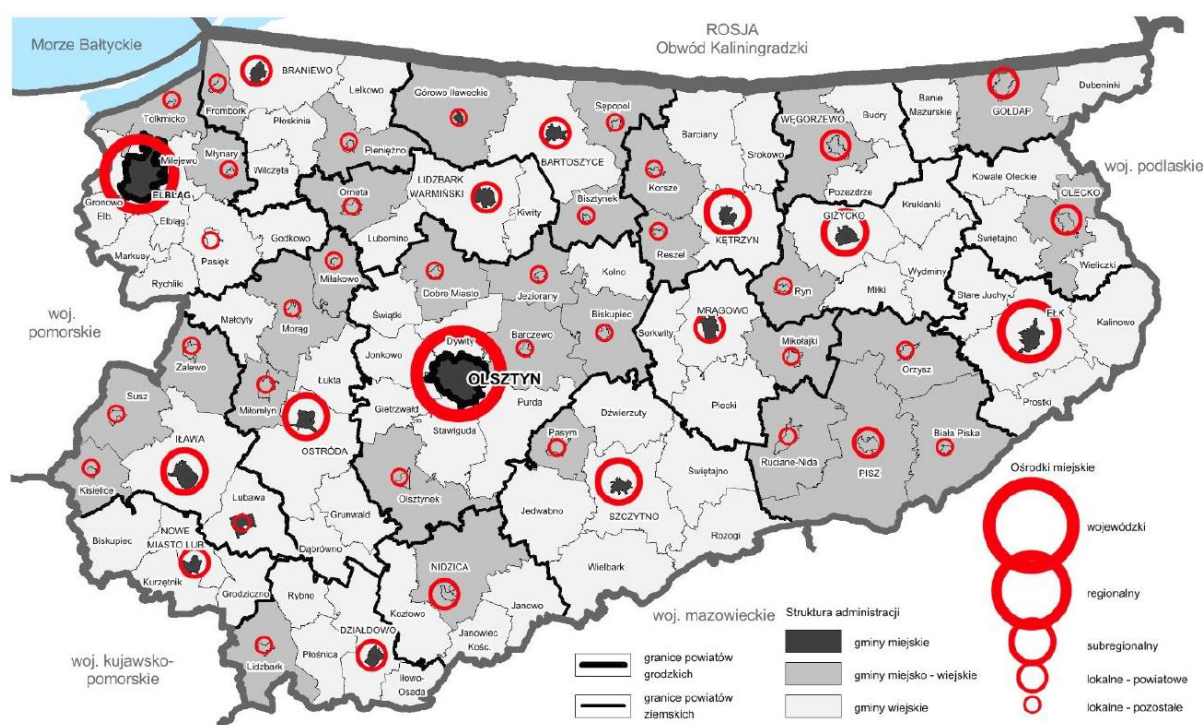 Morze Bałtyckie
ROSJA
Obwód Kaliningradzki
BRANIEWO
Lelkowo
Górowo Iławeckie
Sępopol
Barciany
WĘGORZEWO
Budry
Banie
Mazurskie
GOŁDAP
Dubeninki
Frombork
Tolkmicko
Płoskinia
Pieniężno
BARTOSZYCE
Srokowo
Milejewo
Młynary
Wilczęta
woj. podlaskie
ELBLĄG
Gronowo
Elb.
Elbląg
Orneta
LIDZBARK
WARMIŃSKI
Kiwity
Bisztynek
Korsze
Pozezdrze
Kruklanki
Kowale Oleckie
OLECKO
Markusy
Pasłęk
Godkowo
Lubomino
Reszel
KĘTRZYN
GIŻYCKO
Świętajno
Wieliczki
Rychliki
Miłakowo
Dobre Miasto
Jeziorany
Kolno
Ryn
Miłki
Wydminy
Stare Juchy
EŁK
Kalinowo
woj.
pomorskie
Małdyty
Morąg
Świątki
Biskupiec
Sorkwity
MRĄGOWO
Mikołajki
Orzysz
Zalewo
Jonkowo
Dywity
Barczewo
OLSZTYN
Purda
Łukta
Miłomłyn
Gietrzwałd
Stawiguda
Piecki
Prostki
Susz
OSTRÓDA
Dźwierzuty
Pasym
Ruciane-Nida
PISZ
Biała Piska
IŁAWA
Kisielice
Olsztynek
Świętajno
Lubawa
Grunwald
Jedwabno
SZCZYTNO
Rozogi
Biskupiec
NOWE
MIASTO LUB.
Dąbrówno
Wielbark
Kurzętnik
Grodziczno
Rybno
NIDZICA
Kozłowo
Janowo
Janowiec
Kośc.
DZIAŁDOWO
Lidzbark
Płośnica
Iłowo-
Osada
woj. kujawsko-
pomorskie
woj. mazowieckie
Ośrodki miejskie
wojewódzki
regionalny
subregionalny
lokalne - powiatowe
lokalne - pozostałe
Struktura administracji
gminy miejskie
gminy miejsko - wiejskie
gminy wiejskie
granice powiatów
grodzkich
granice powiatów
ziemskich